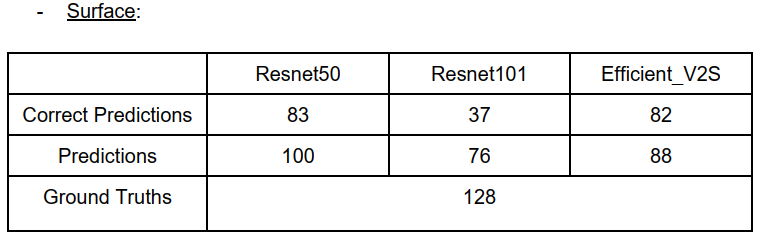 - Surface:
Resnet50 Resnet101 Efficient_V2S
Correct Predictions 83 37 82
Predictions 100 76 88
Ground Truths 128